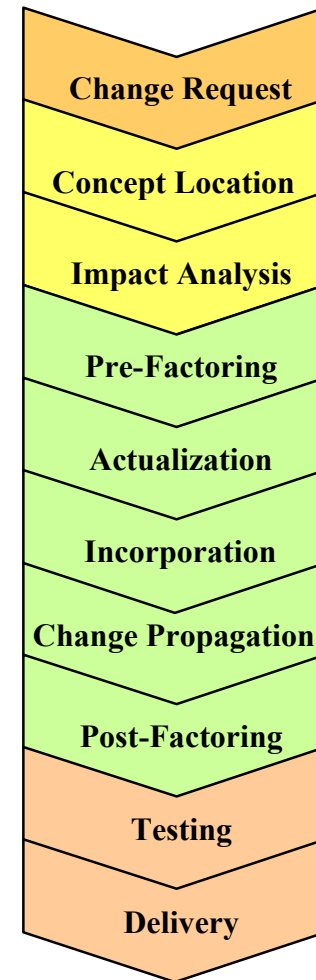 Change Request
Concept Location
Impact Analysis
Pre-Factoring
Actualization
Incorporation
Change Propagation
Post-Factoring
Testing
Delivery